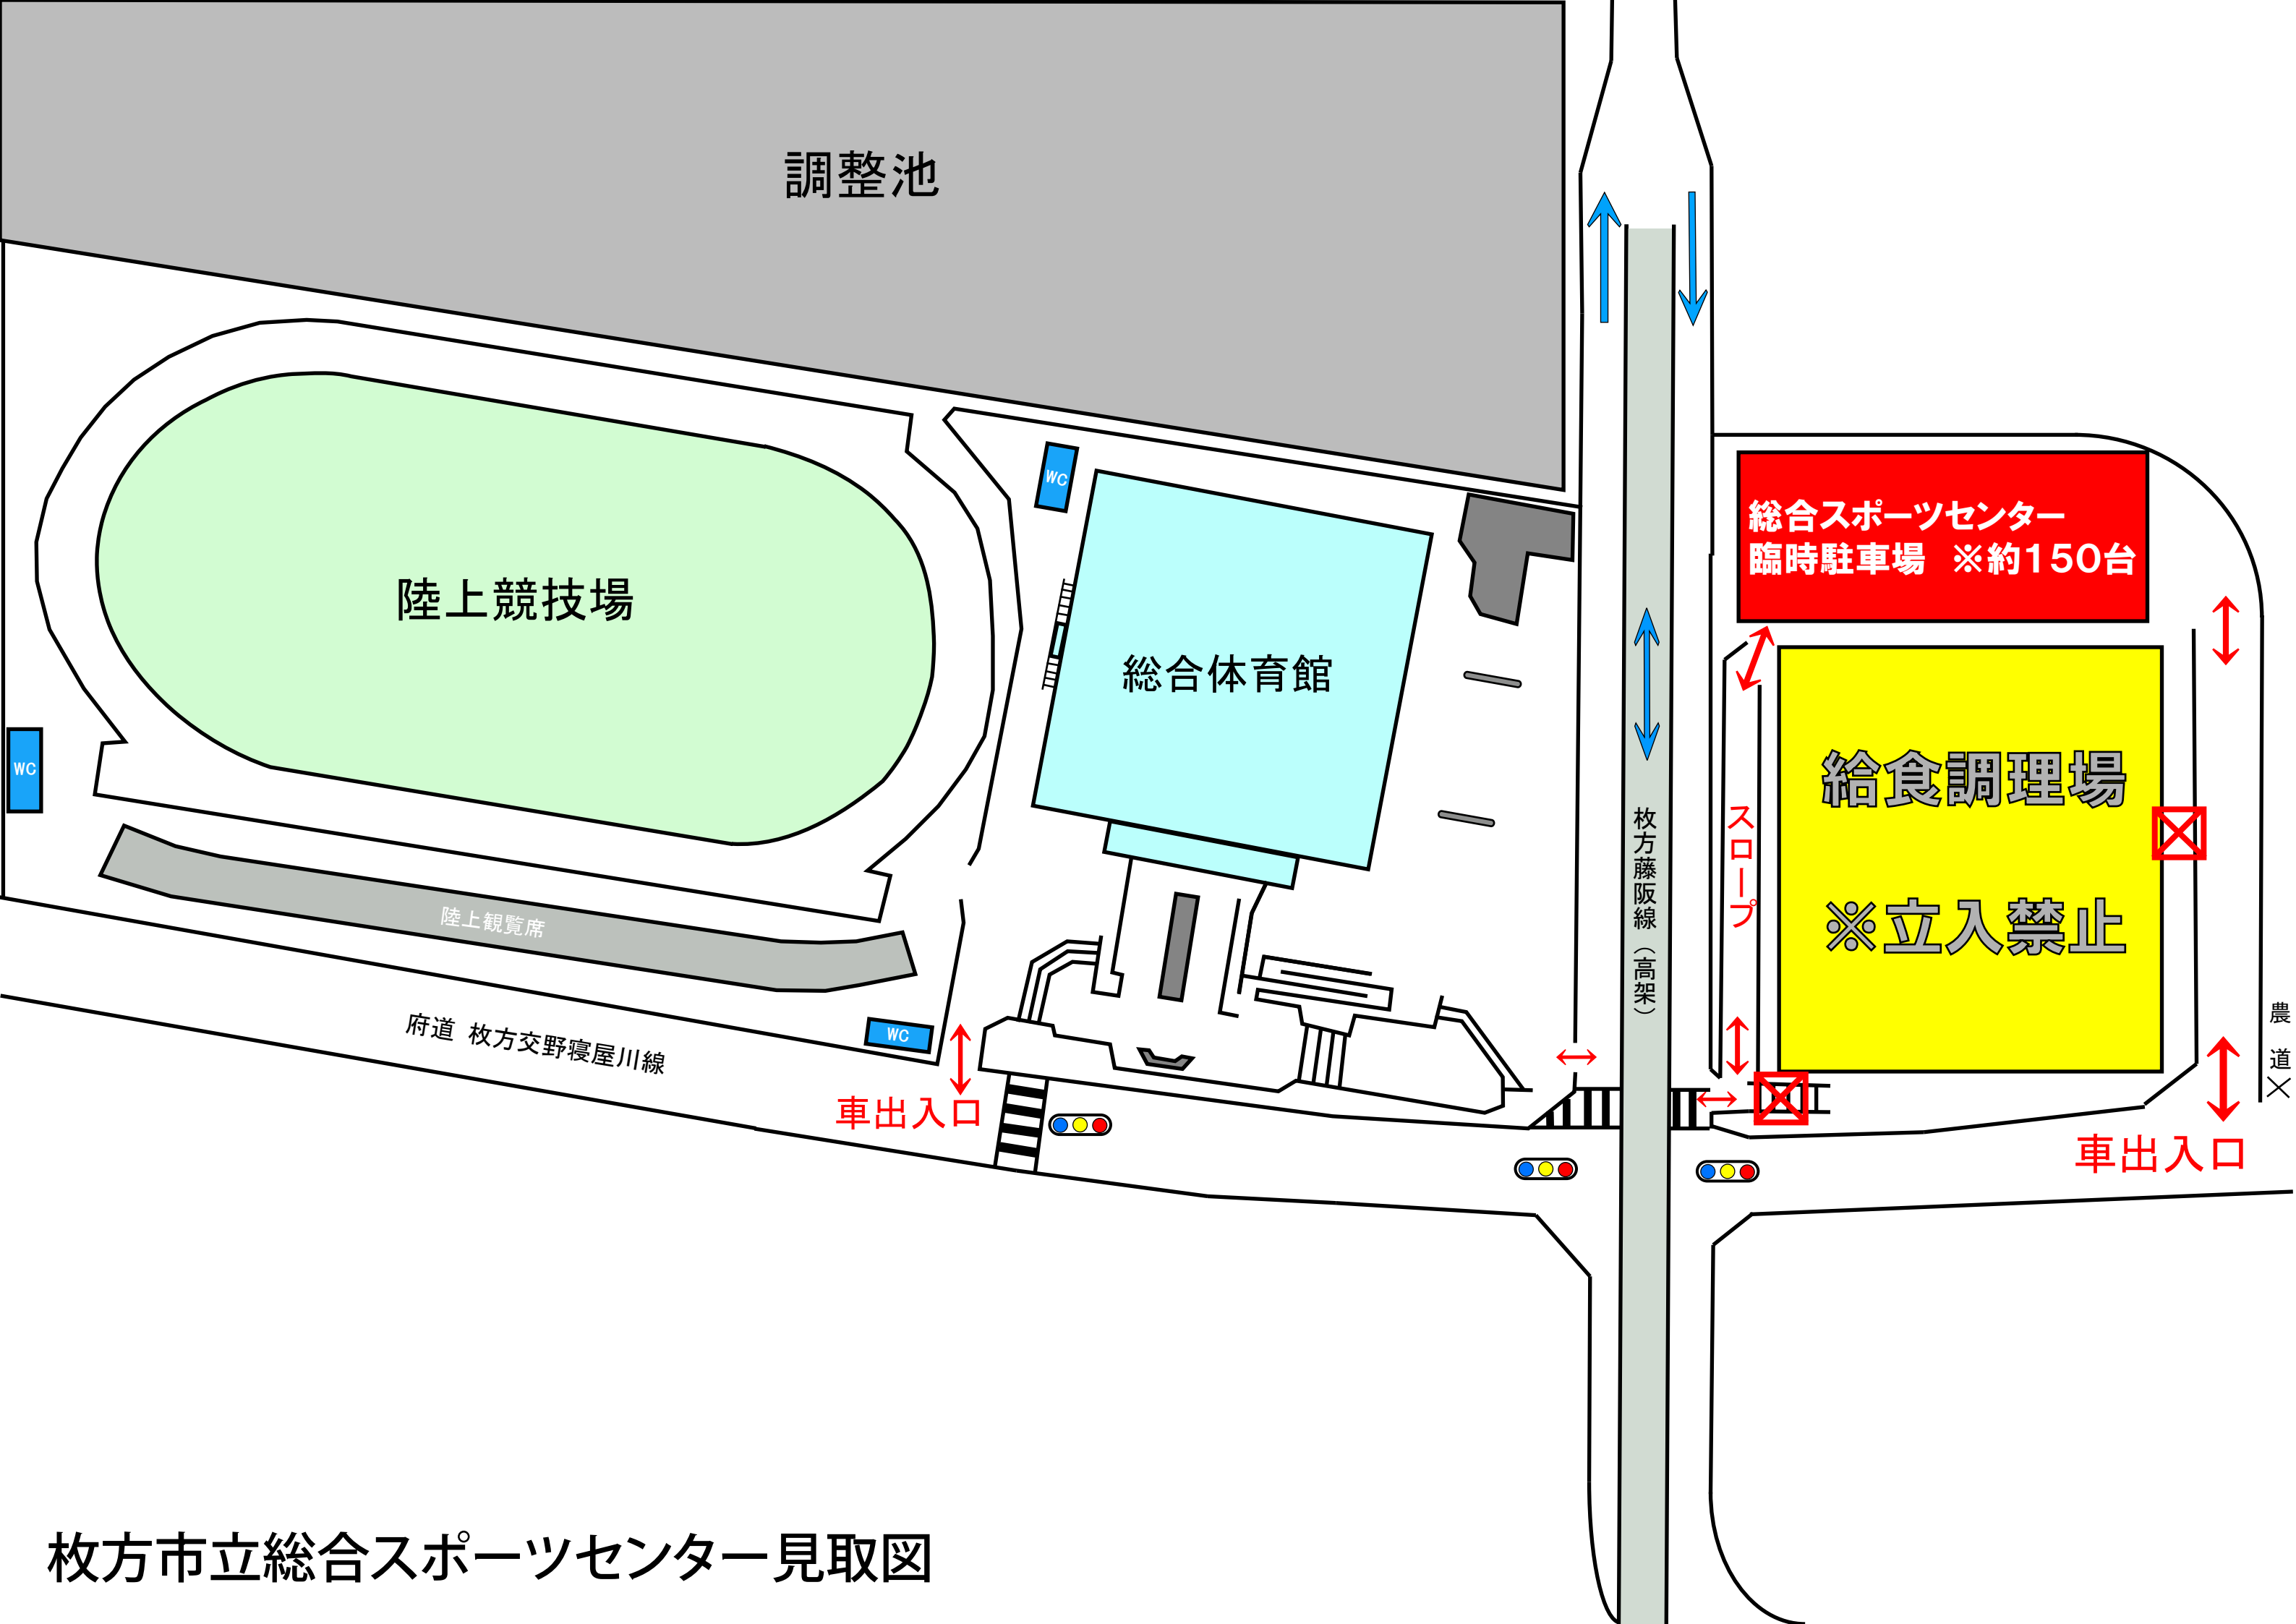 調整池
総合スポーツセンター
臨時駐車場　※約150台
WC
陸上競技場
総合体育館
WC
給食調理場
※立入禁止
スロープ
枚方藤阪線（高架）
陸上観覧席
WC
府道 枚方交野寝屋川線
農道
車出入口
車出入口
枚方市立総合スポーツセンター見取図